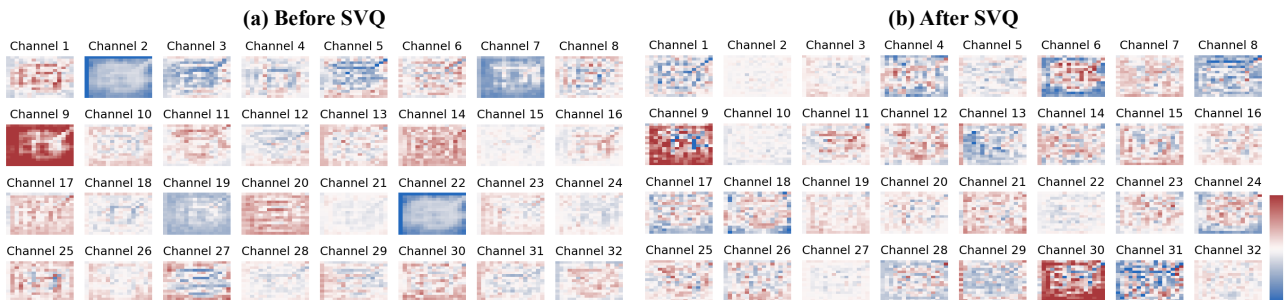 (a) Before SVQ
Channel 1 Channel 2 Channel 3 Channel 4 Channel 5 Channel 6 Channel 7 Channel 8
Channel 9 Channel 10 Channel 11 Channel 12 Channel 13 Channel 14 Channel 15 Channel 16
Channel 17 Channel 18 Channel 19 Channel 20 Channel 21 Channel 22 Channel 23 Channel 24
Channel 25 Channel 26 Channel 27 Channel 28 Channel 29 Channel 30 Channel 31 Channel 32
(b) After SVQ
Channel 1 Channel 2 Channel 3 Channel 4 Channel 5 Channel 6 Channel 7 Channel 8
Channel 9 Channel 10 Channel 11 Channel 12 Channel 13 Channel 14 Channel 15 Channel 16
Channel 17 Channel 18 Channel 19 Channel 20 Channel 21 Channel 22 Channel 23 Channel 24
Channel 25 Channel 26 Channel 27 Channel 28 Channel 29 Channel 30 Channel 31 Channel 32